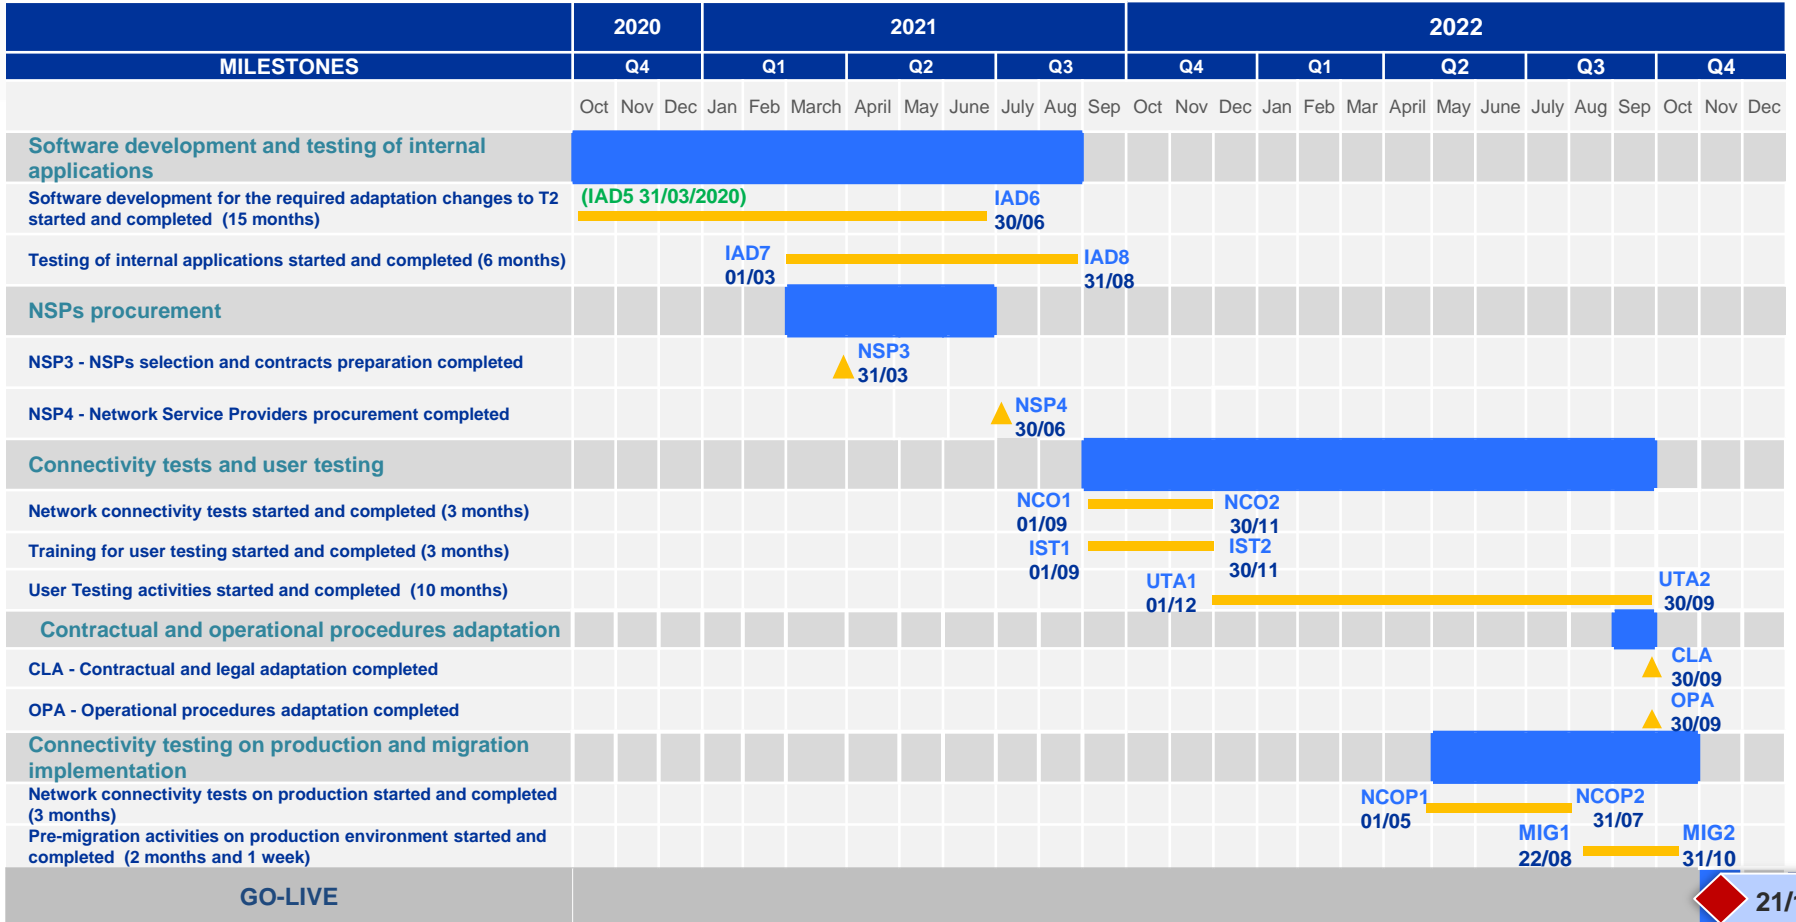 2020 2021 2022
MILESTONES Q4 Q1 Q2 Q3 Q4 Q1 Q2 Q3 Q4
Oct Nov Dec Jan Feb March April May June July Aug Sep Oct Nov Dec Jan Feb Mar April May June July Aug Sep Oct Nov Dec
Software development and testing of internal
applications
Software development for the required adaptation changes to T2
started and completed (15 months)
(IAD5 31/03/2020)
IAD6
30/06
Testing of internal applications started and completed (6 months)
IAD7
01/03
IAD8
31/08
NSPs procurement
NSP3 - NSPs selection and contracts preparation completed
NSP3
31/03
NSP4 - Network Service Providers procurement completed
NSP4
30/06
Connectivity tests and user testing
Network connectivity tests started and completed (3 months)
NCO1
01/09
NCO2
30/11
Training for user testing started and completed (3 months)
IST1
01/09
IST2
30/11
User Testing activities started and completed (10 months)
UTA1
01/12
UTA2
30/09
Contractual and operational procedures adaptation
CLA - Contractual and legal adaptation completed
CLA
30/09
OPA - Operational procedures adaptation completed
OPA
30/09
Connectivity testing on production and migration
implementation
Network connectivity tests on production started and completed
(3 months)
NCOP1
01/05
NCOP2
31/07
Pre-migration activities on production environment started and
completed (2 months and 1 week)
MIG1
22/08
MIG2
31/10
GO-LIVE